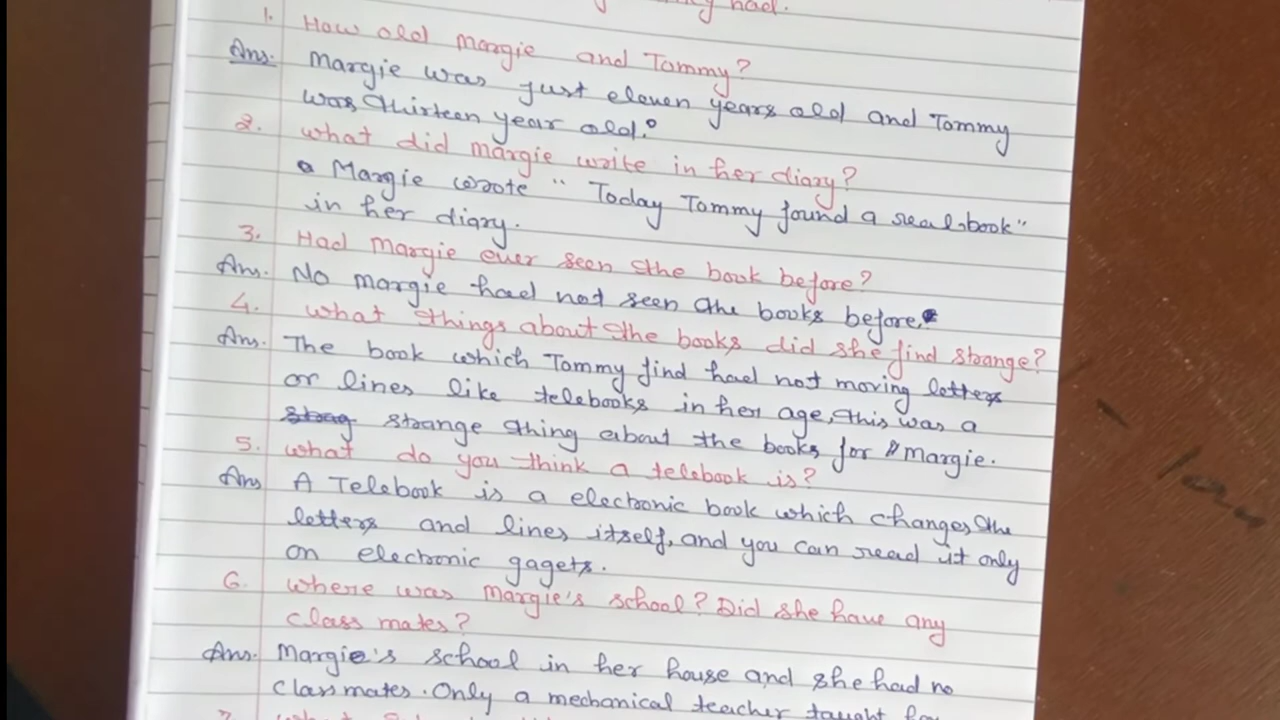 had.
1. How old Margie and Tommy?
Ans. Margie was just eleven years old and Tommy
was thirteen year old.
2. what did margie write in her diary?
Margie wrote " Today Tommy found a real book"
in her diary.
3. Had Margie ever seen the book before?
Ans. No margie had not seen the books before.
4. what things about the books did she find strange?
Ans. The book which Tommy find had not moving letters
or lines like telebooks in her age, this was a
strange thing about the books for Margie.
5. what do you think a telebook is?
Ans A Telebook is a electronic book which changes the
letters and lines itself, and you can read it only
on electronic gagets.
6. where was Margie's school? Did she have any
class mates?
Ans. Margie's school in her house and she had no
classmates. Only a mechanical teacher taught
7.